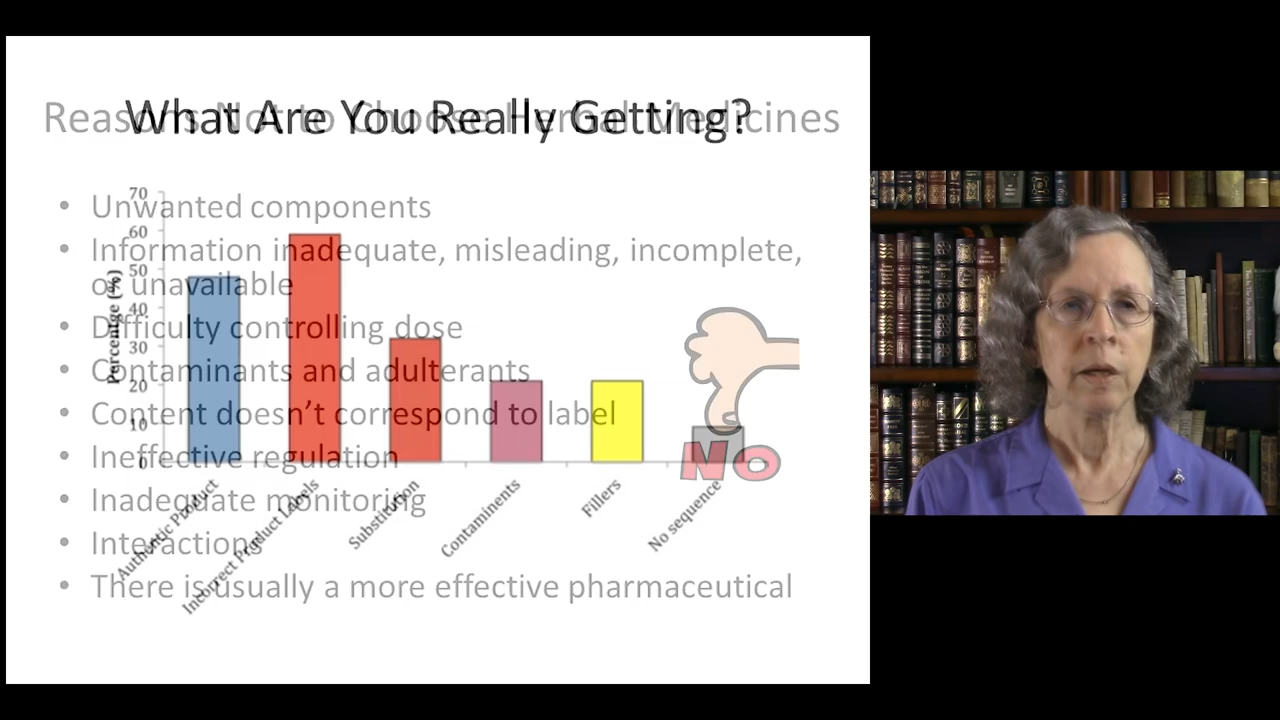 Reasons Not to Choose Herbal Medicines
What Are You Really Getting?
• Unwanted components
• Information inadequate, misleading, incomplete,
or unavailable
• Difficulty controlling dose
• Contaminants and adulterants
• Content doesn't correspond to label
• Ineffective regulation
• Inadequate monitoring
• Interactions
• There is usually a more effective pharmaceutical
Percentage (%)
70
60
50
40
30
20
10
0
Authentic Product
Incorrect Product Labels
Substitution
Contaminents
Fillers
No sequence
NO